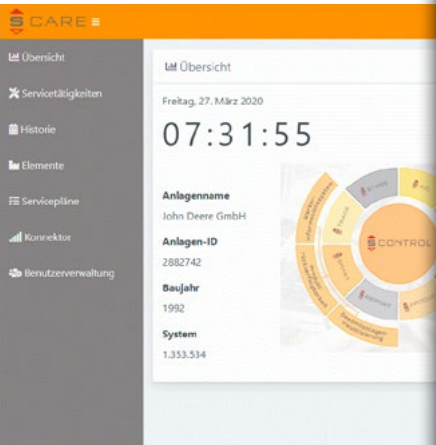 S CARE
Übersicht
Servicetätigkeiten
Historie
Elemente
Servicepläne
Konnektor
Benutzerverwaltung
Übersicht
Freitag, 27. März 2020
07:31:55
Anlagenname
John Deere GmbH
Anlagen-ID
2882742
Baujahr
1992
System
1.353.534
CONTROL